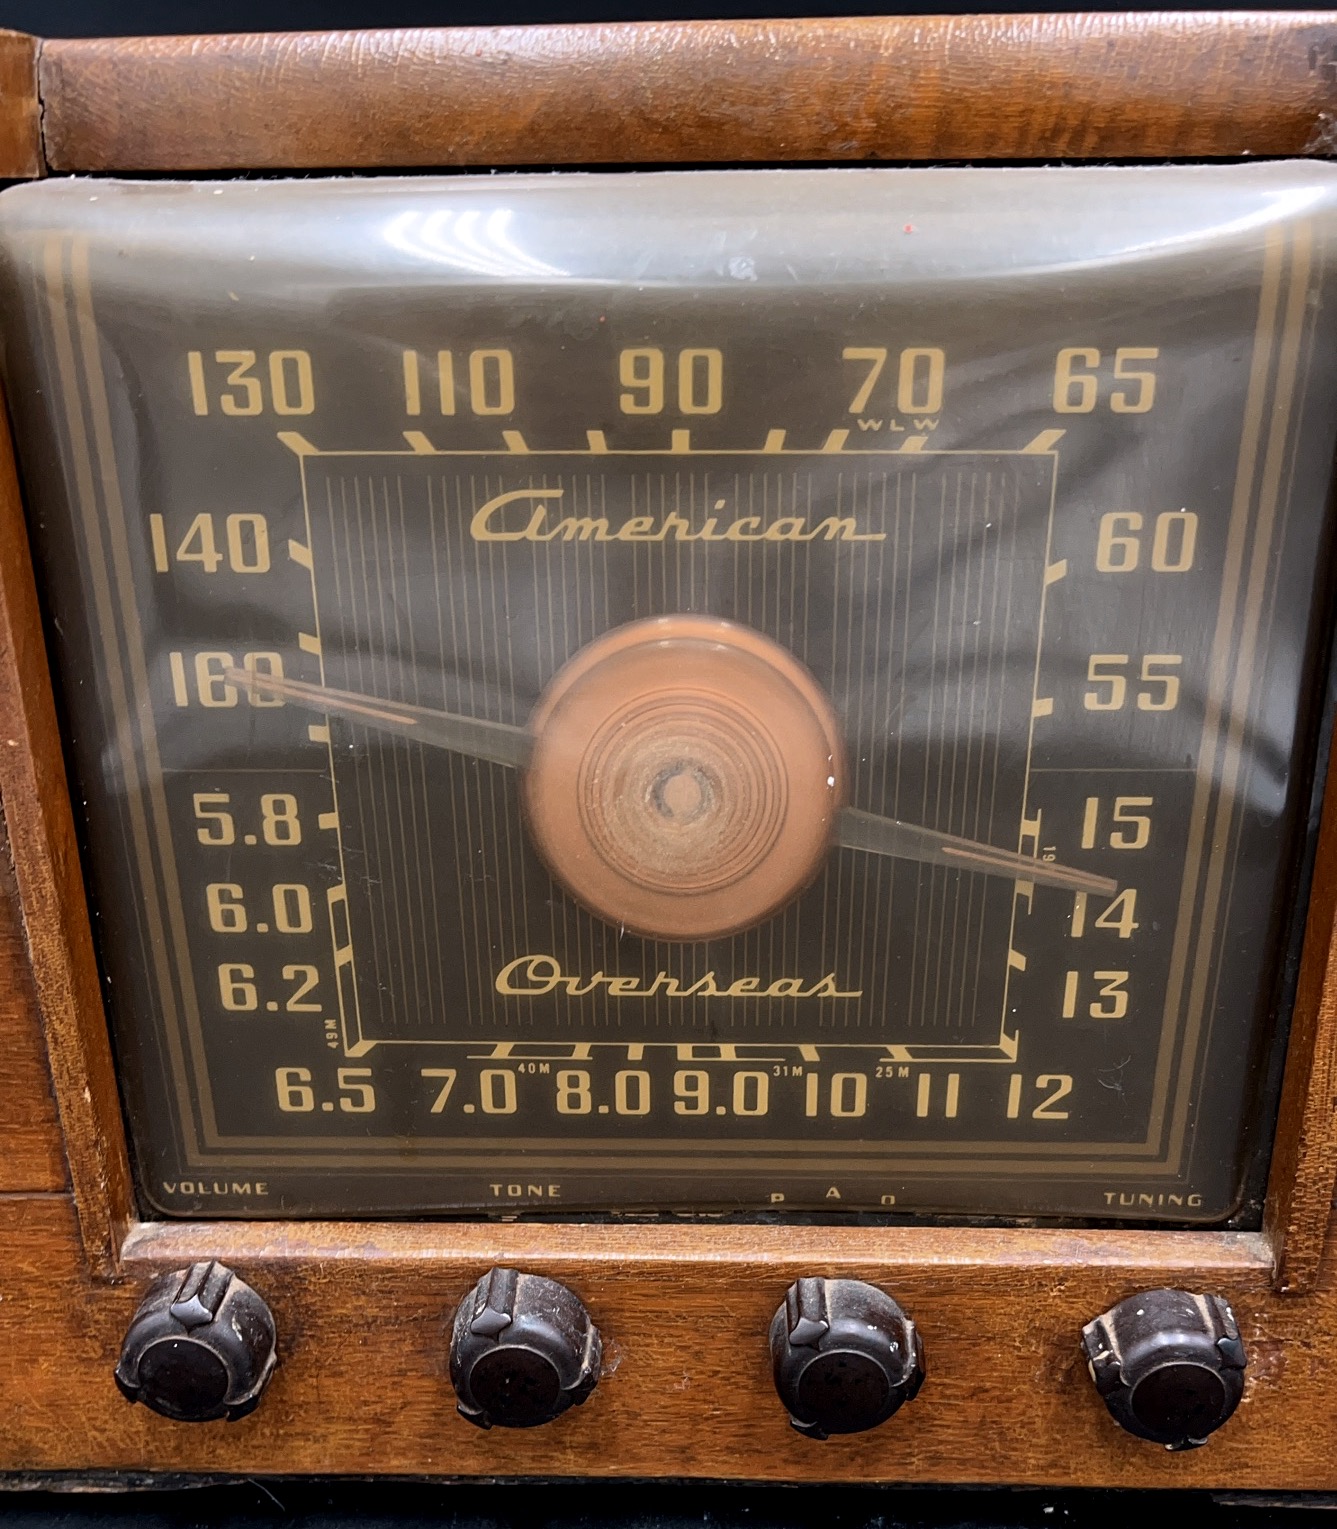 130 110 90 70 65
WLW
American
140 60
160 55
5.8 15
19
6.0 14
6.2 13
Overseas
49M
40M 31M 25M
6.5 7.0 8.0 9.0 10 11 12
VOLUME TONE P A O TUNING